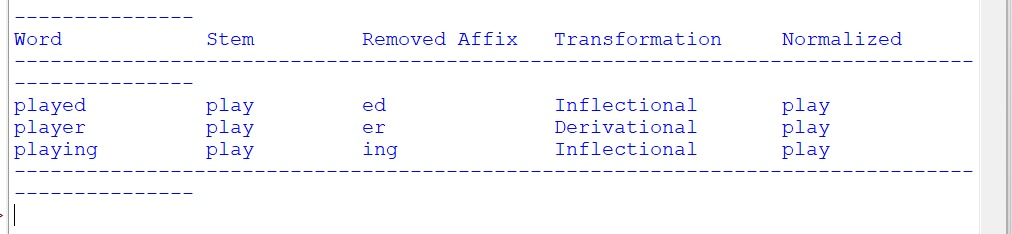 ---------------
Word            Stem         Removed Affix   Transformation     Normalized
--------------------------------------------------------------------------------
---------------
played          play         ed              Inflectional       play
player          play         er              Derivational       play
playing         play         ing             Inflectional       play
--------------------------------------------------------------------------------
---------------
>